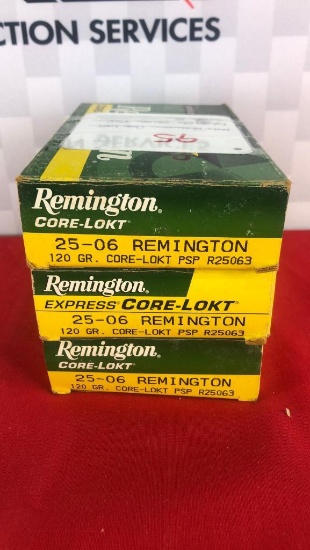 CTION SERVICES
95
Remington®
CORE-LOKT
25-06 REMINGTON
120 GR. CORE-LOKT PSP R25063
Remington®
EXPRESS® CORE-LOKT®
25-06 REMINGTON
120 GR. CORE-LOKT PSP R25063
Remington®
CORE-LOKT®
25-06 REMINGTON
120 GR. CORE-LOKT PSP R25063